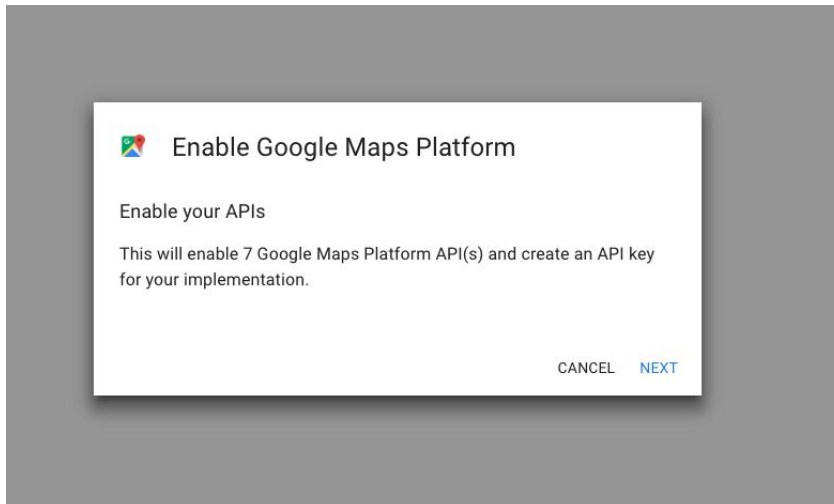 Enable Google Maps Platform
Enable your APIs
This will enable 7 Google Maps Platform API(s) and create an API key
for your implementation.
CANCEL NEXT